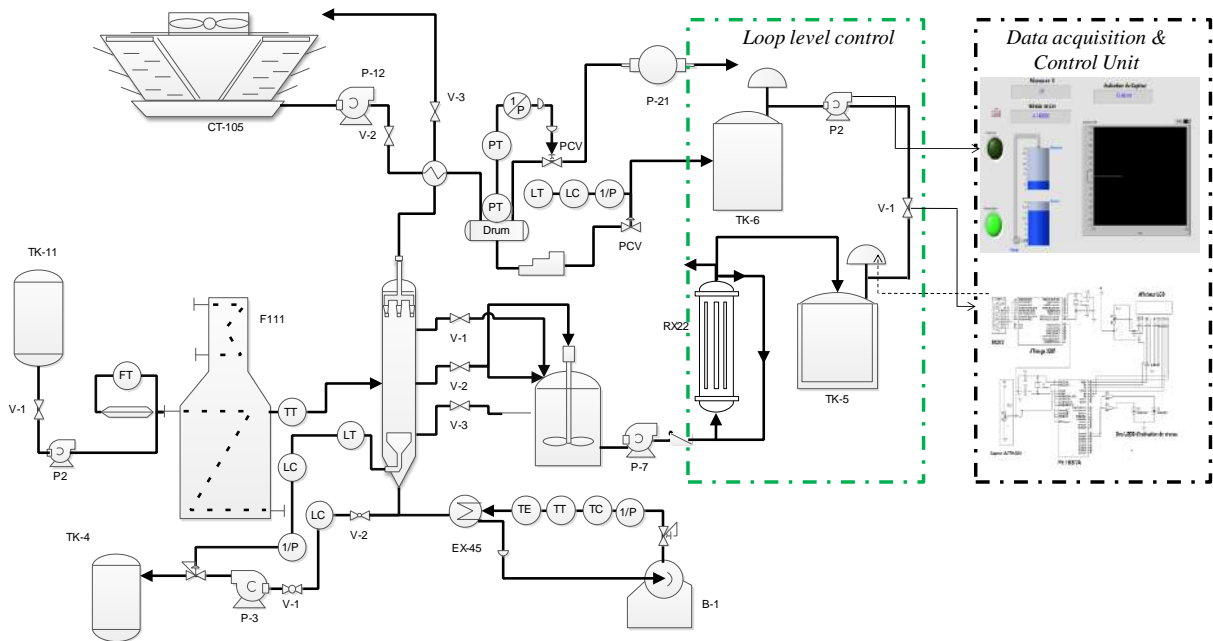 Loop level control
Data acquisition &
Control Unit
P-12
V-3
CT-105
V-2
1/P
PT
PCV
P-21
P2
PT
LT
LC
1/P
Drum
PCV
TK-6
V-1
TK-11
F111
V-1
RX22
FT
V-2
TK-5
V-1
TT
V-3
LT
P2
LC
P-7
LC
TE
TT
TC
1/P
TK-4
1/P
V-2
EX-45
P-3
V-1
B-1